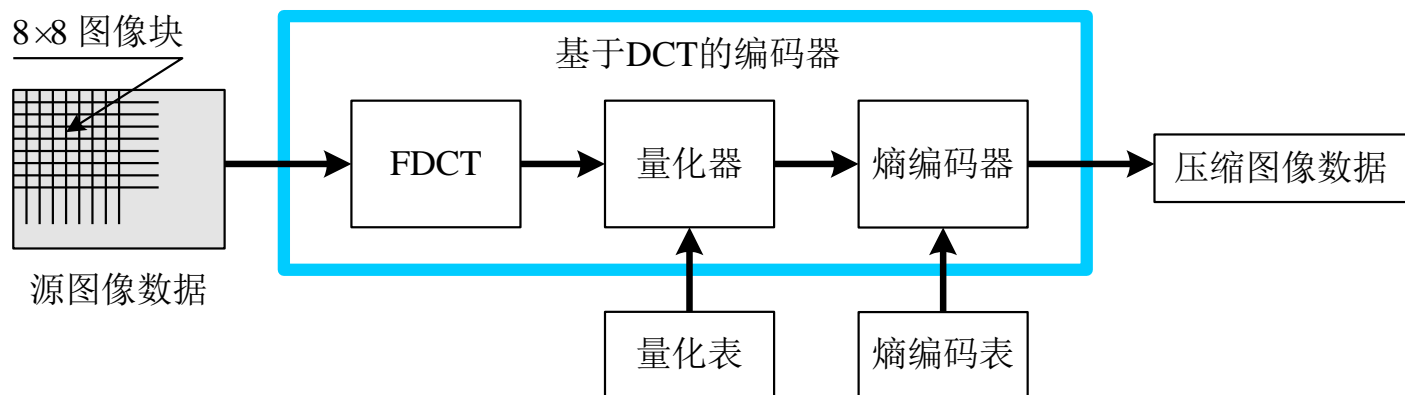 8×8 图像块
基于DCT的编码器
FDCT
量化器
熵编码器
压缩图像数据
源图像数据
量化表
熵编码表